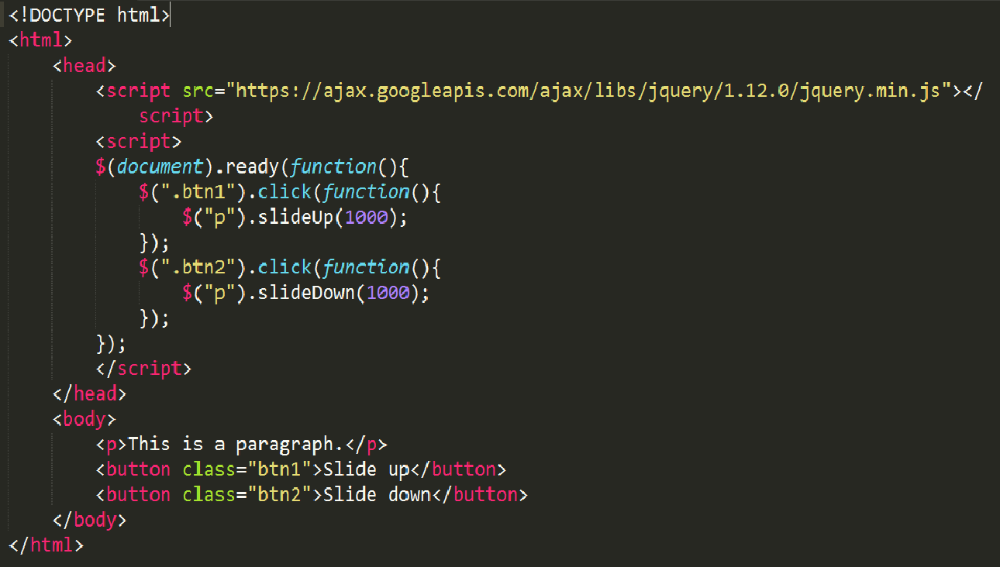 <!DOCTYPE html>
<html>
    <head>
        <script src="https://ajax.googleapis.com/ajax/libs/jquery/1.12.0/jquery.min.js"></
            script>
        <script>
        $(document).ready(function(){
            $(".btn1").click(function(){
                $("p").slideUp(1000);
            });
            $(".btn2").click(function(){
                $("p").slideDown(1000);
            });
        });
        </script>
    </head>
    <body>
        <p>This is a paragraph.</p>
        <button class="btn1">Slide up</button>
        <button class="btn2">Slide down</button>
    </body>
</html>